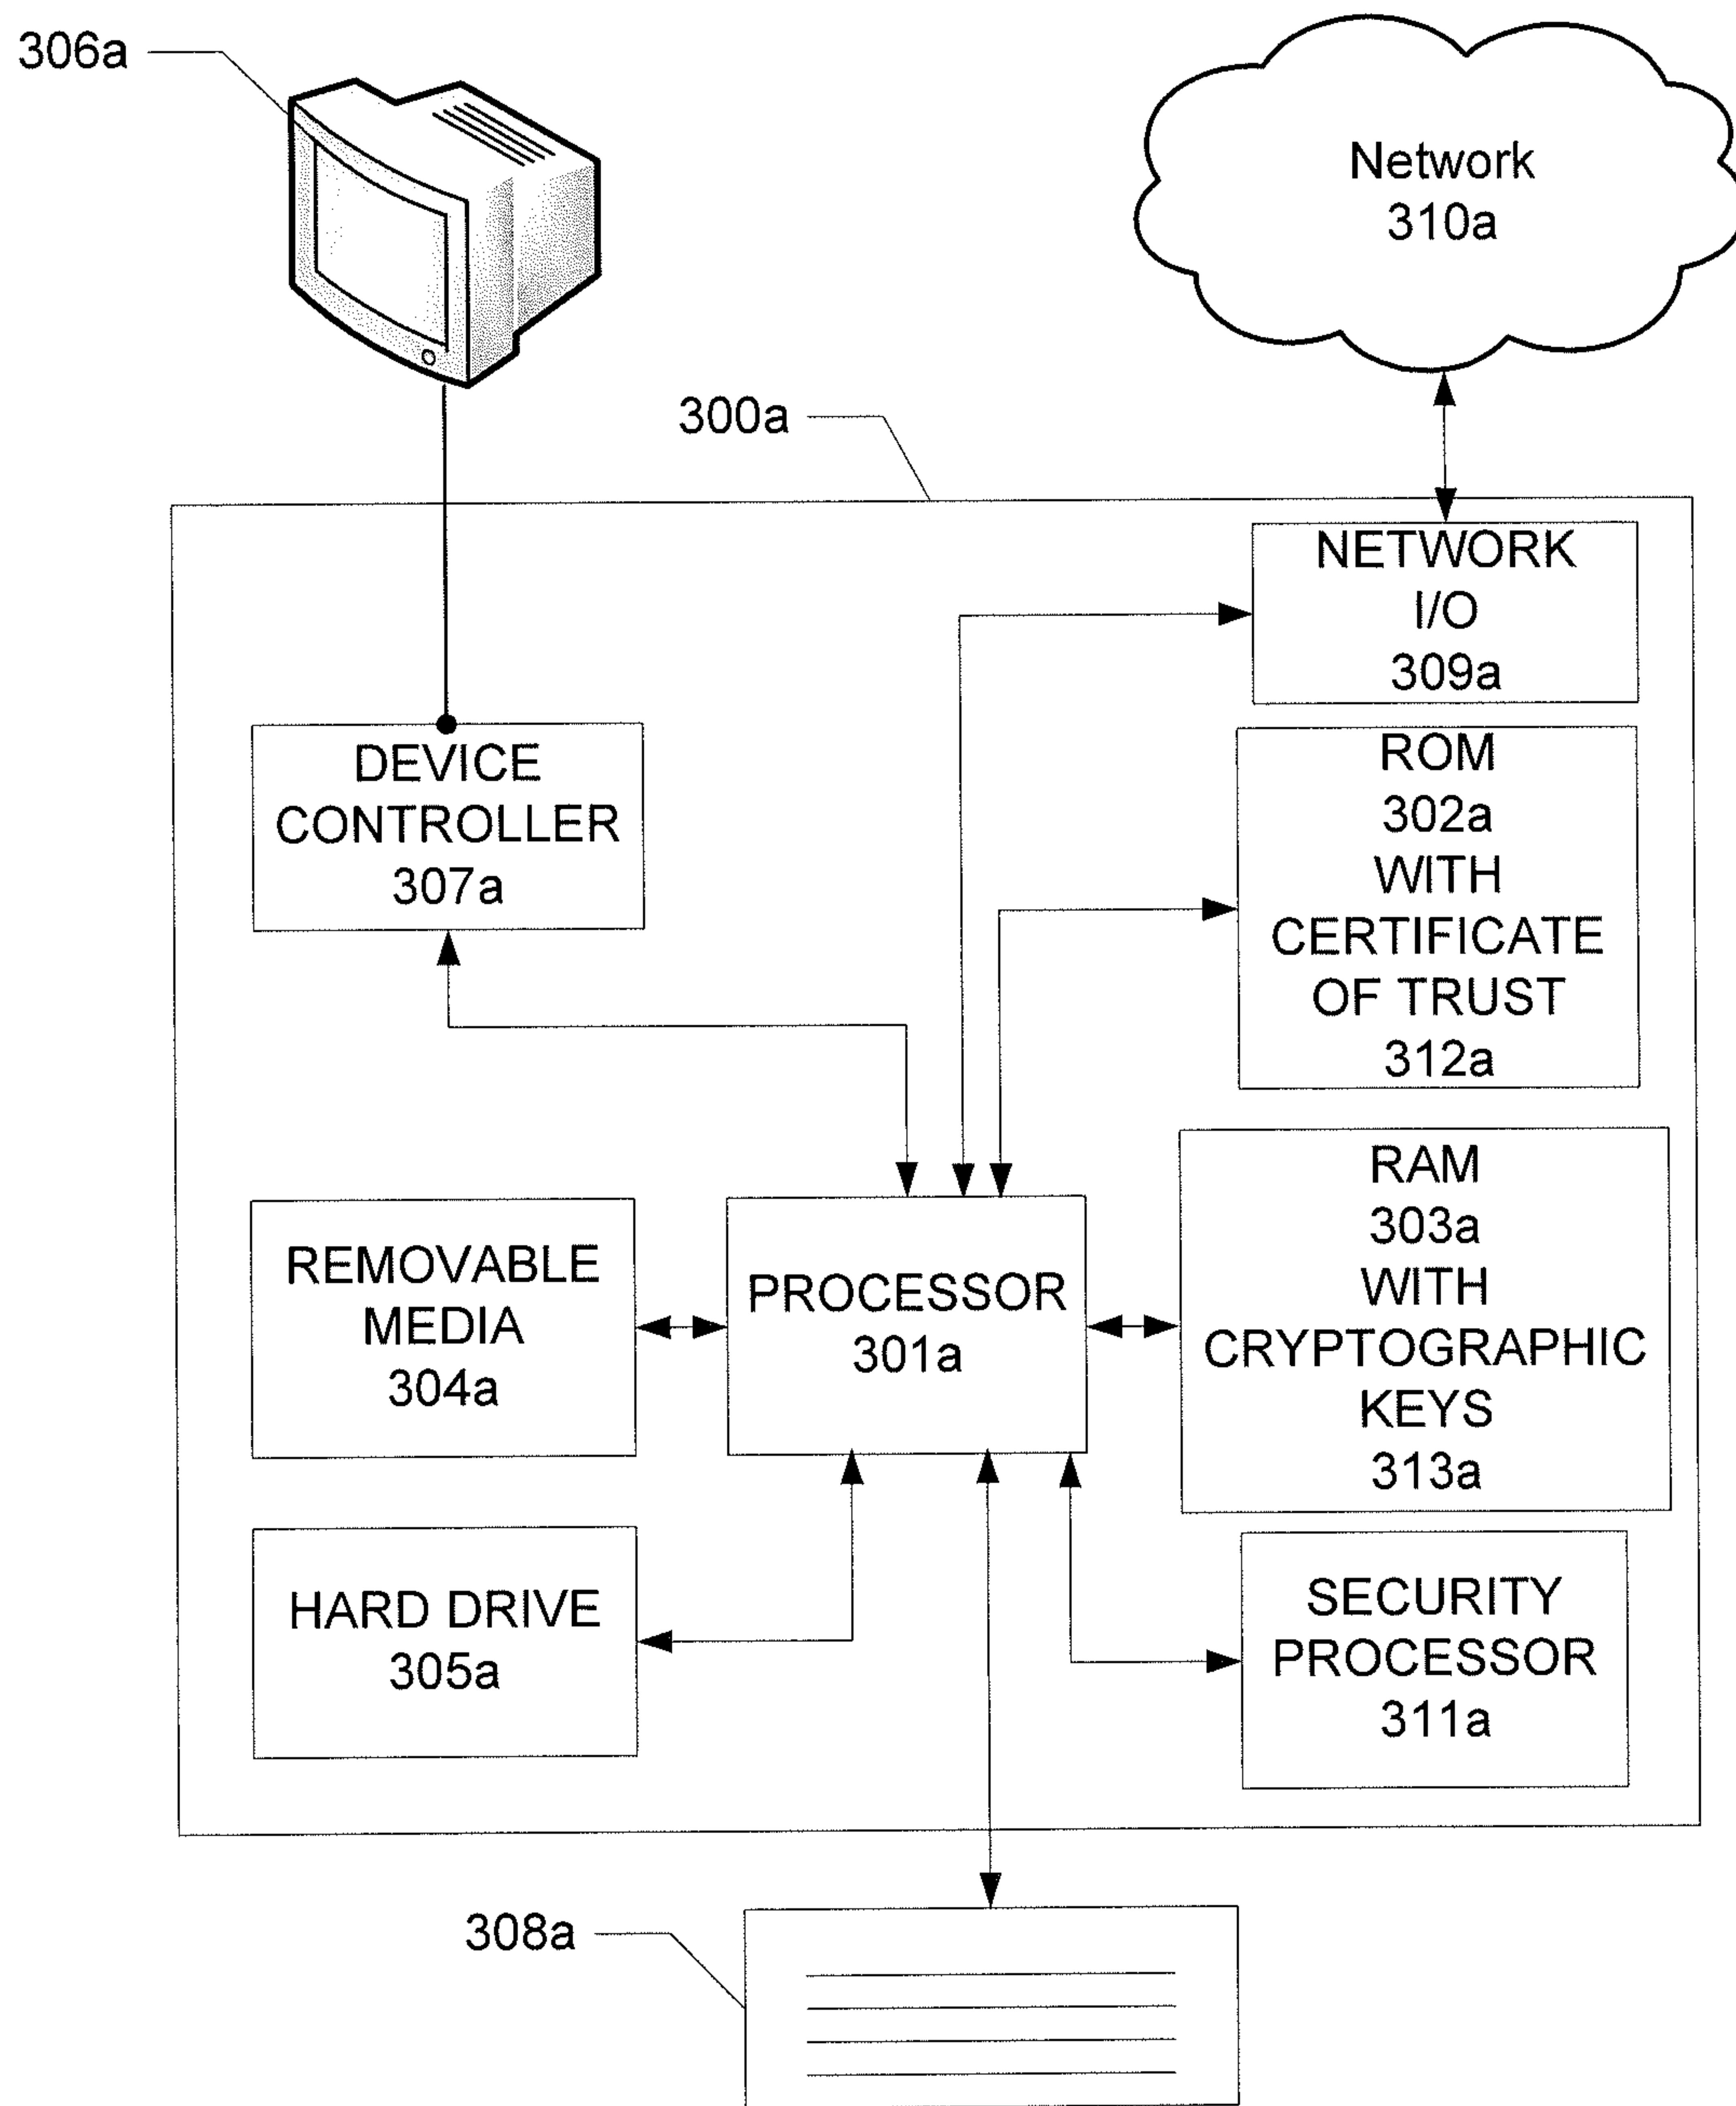 306a
Network
310a
300a
NETWORK
I/O
309a
DEVICE
CONTROLLER
307a
ROM
302a
WITH
CERTIFICATE
OF TRUST
312a
REMOVABLE
MEDIA
304a
PROCESSOR
301a
RAM
303a
WITH
CRYPTOGRAPHIC
KEYS
313a
HARD DRIVE
305a
SECURITY
PROCESSOR
311a
308a